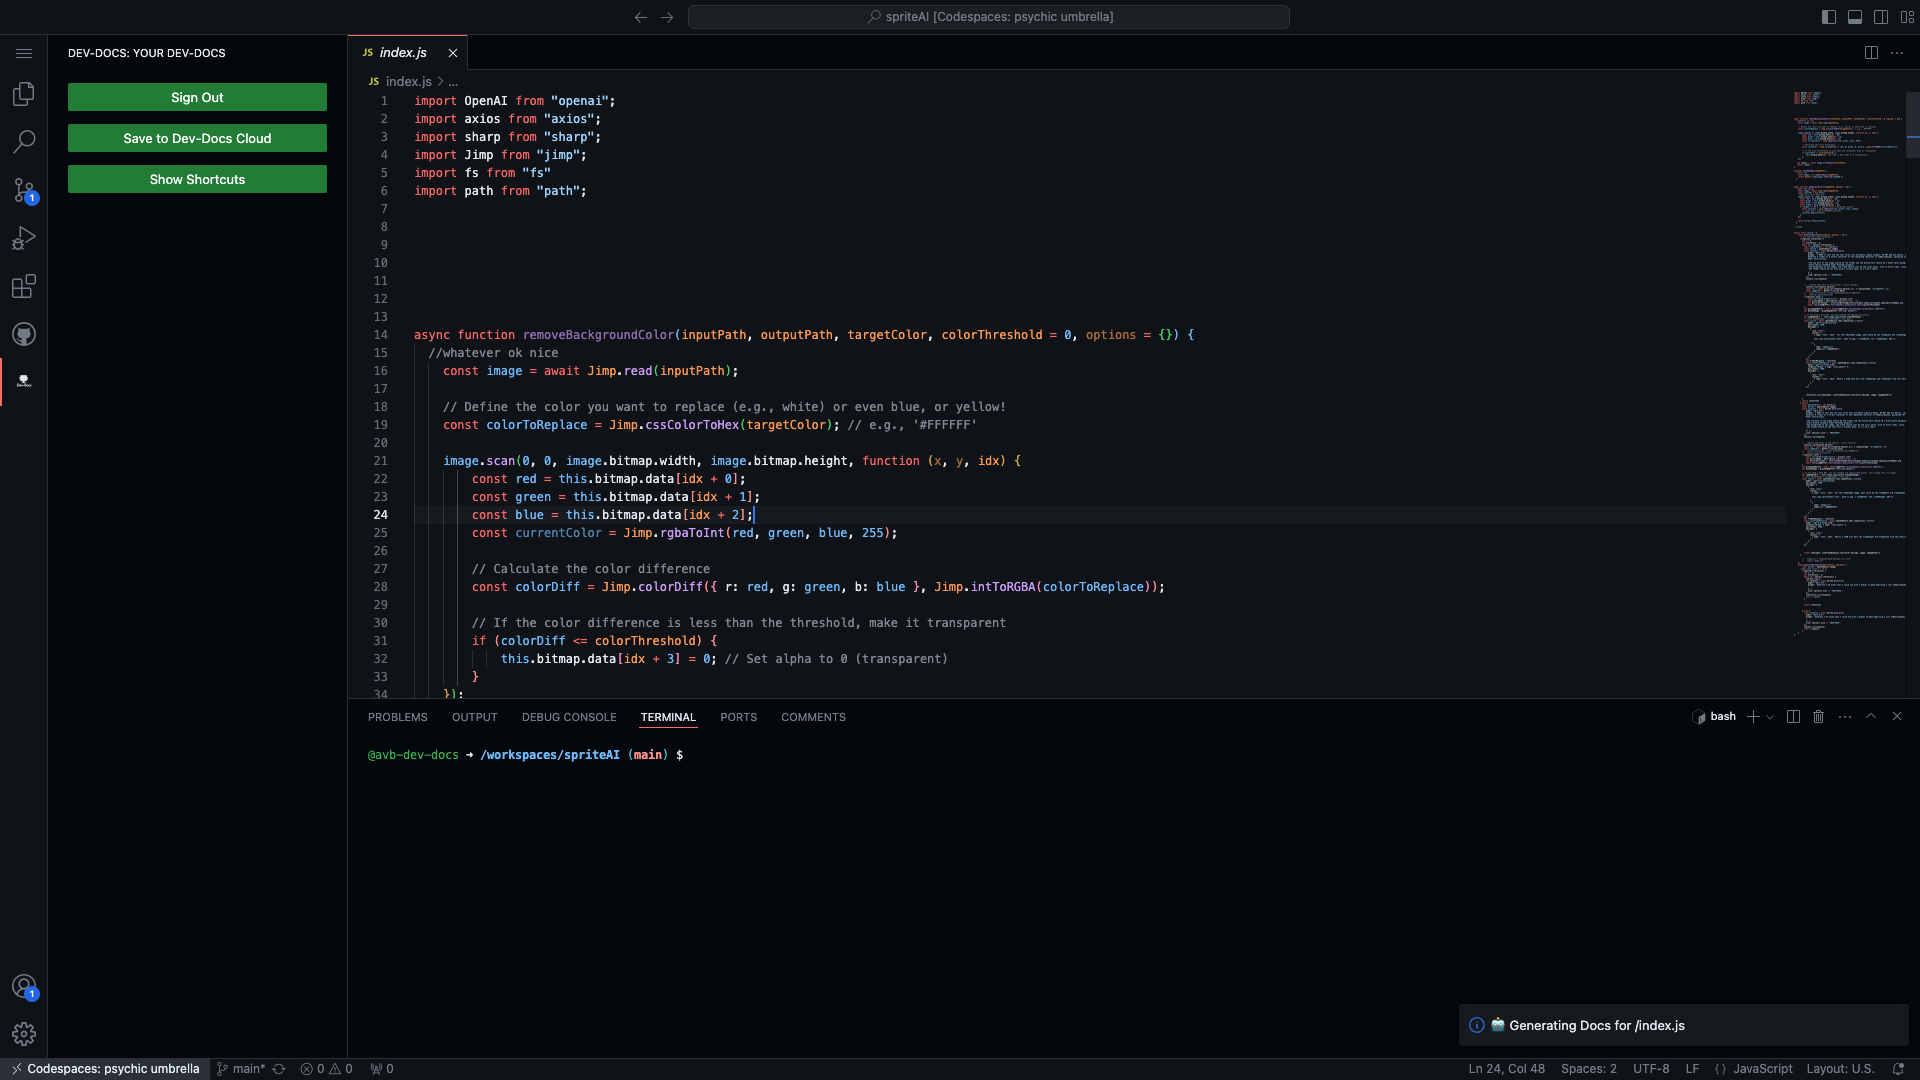 spriteAI [Codespaces: psychic umbrella]
DEV-DOCS: YOUR DEV-DOCS
Sign Out
Save to Dev-Docs Cloud
Show Shortcuts
1
Dev-Docs
1
JS index.js
JS index.js > ...
1 import OpenAI from "openai";
2 import axios from "axios";
3 import sharp from "sharp";
4 import Jimp from "jimp";
5 import fs from "fs"
6 import path from "path";
7
8
9
10
11
12
13
14 async function removeBackgroundColor(inputPath, outputPath, targetColor, colorThreshold = 0, options = {}) {
15 //whatever ok nice
16 const image = await Jimp.read(inputPath);
17
18 // Define the color you want to replace (e.g., white) or even blue, or yellow!
19 const colorToReplace = Jimp.cssColorToHex(targetColor); // e.g., '#FFFFFF'
20
21 image.scan(0, 0, image.bitmap.width, image.bitmap.height, function (x, y, idx) {
22 const red = this.bitmap.data[idx + 0];
23 const green = this.bitmap.data[idx + 1];
24 const blue = this.bitmap.data[idx + 2];
25 const currentColor = Jimp.rgbaToInt(red, green, blue, 255);
26
27 // Calculate the color difference
28 const colorDiff = Jimp.colorDiff({ r: red, g: green, b: blue }, Jimp.intToRGBA(colorToReplace));
29
30 // If the color difference is less than the threshold, make it transparent
31 if (colorDiff <= colorThreshold) {
32 this.bitmap.data[idx + 3] = 0; // Set alpha to 0 (transparent)
33 }
34 });
PROBLEMS OUTPUT DEBUG CONSOLE TERMINAL PORTS COMMENTS
bash
@avb-dev-docs → /workspaces/spriteAI (main) $
Generating Docs for /index.js
Codespaces: psychic umbrella main* 0 0 0
Ln 24, Col 48 Spaces: 2 UTF-8 LF {} JavaScript Layout: U.S.